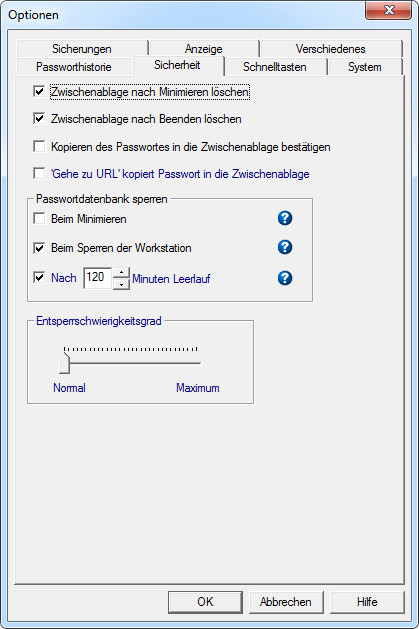 Optionen
Sicherungen Anzeige Verschiedenes
Passworthistorie Sicherheit Schnelltasten System
Zwischenablage nach Minimieren löschen
Zwischenablage nach Beenden löschen
Kopieren des Passwortes in die Zwischenablage bestätigen
'Gehe zu URL' kopiert Passwort in die Zwischenablage
Passwortdatenbank sperren
Beim Minimieren ?
Beim Sperren der Workstation ?
Nach 120 Minuten Leerlauf ?
Entsperrschwierigkeitsgrad
Normal Maximum
OK Abbrechen Hilfe